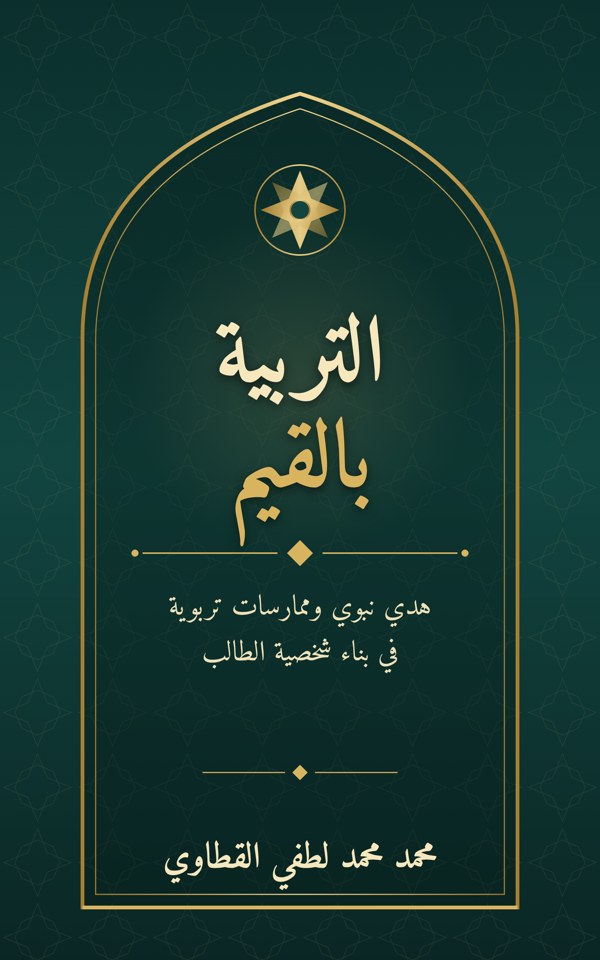 التربية
بالقيم
هدي نبوي وممارسات تربوية
في بناء شخصية الطالب
محمد محمد لطفي القطاوي